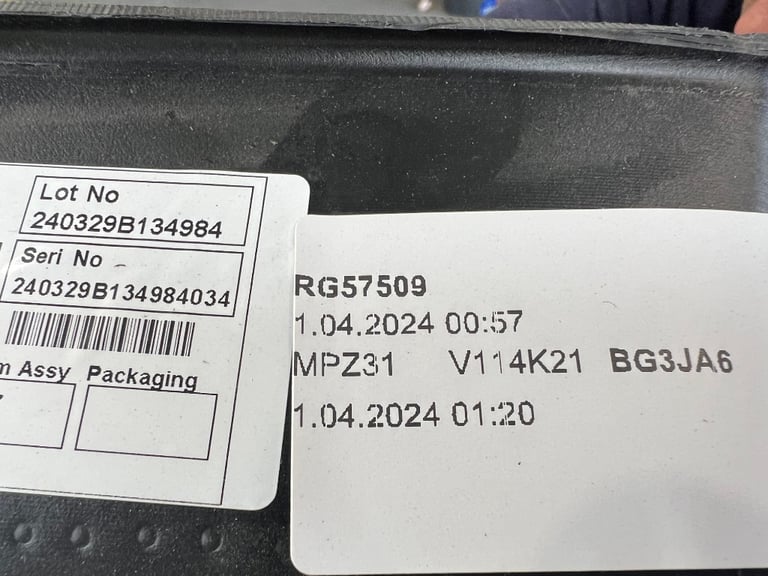 Lot No
240329B134984
Seri No
240329B134984034
Assy Packaging
RG57509
1.04.2024 00:57
MPZ31 V114K21 BG3JA6
1.04.2024 01:20